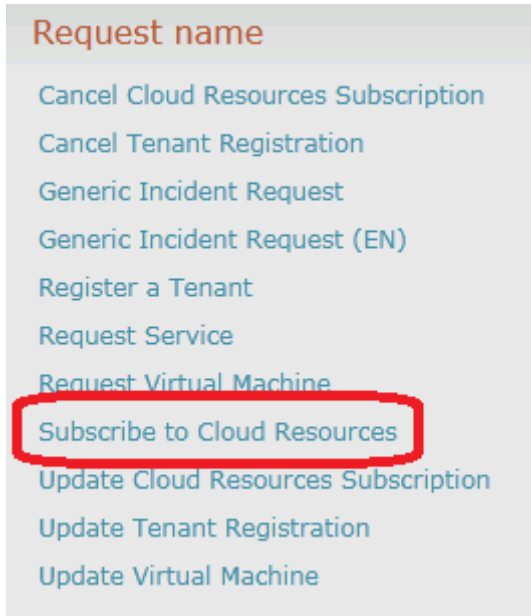 Request name
Cancel Cloud Resources Subscription
Cancel Tenant Registration
Generic Incident Request
Generic Incident Request (EN)
Register a Tenant
Request Service
Request Virtual Machine
Subscribe to Cloud Resources
Update Cloud Resources Subscription
Update Tenant Registration
Update Virtual Machine